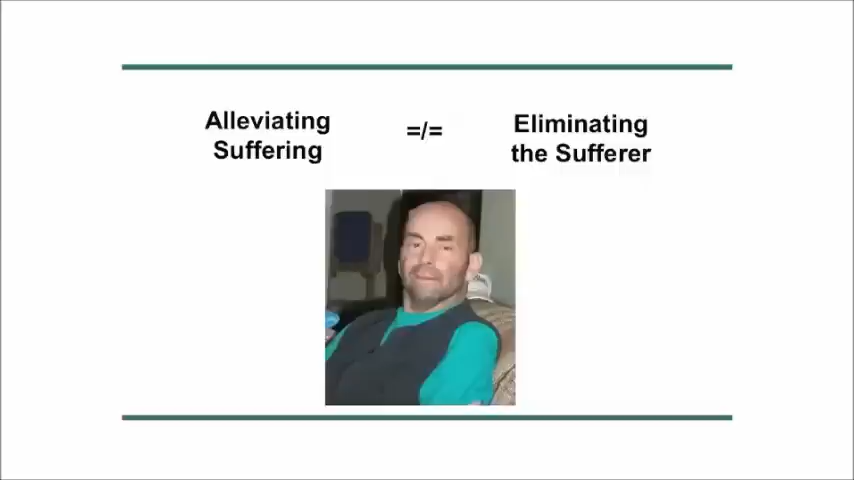 Alleviating
Suffering
=/=
Eliminating
the Sufferer